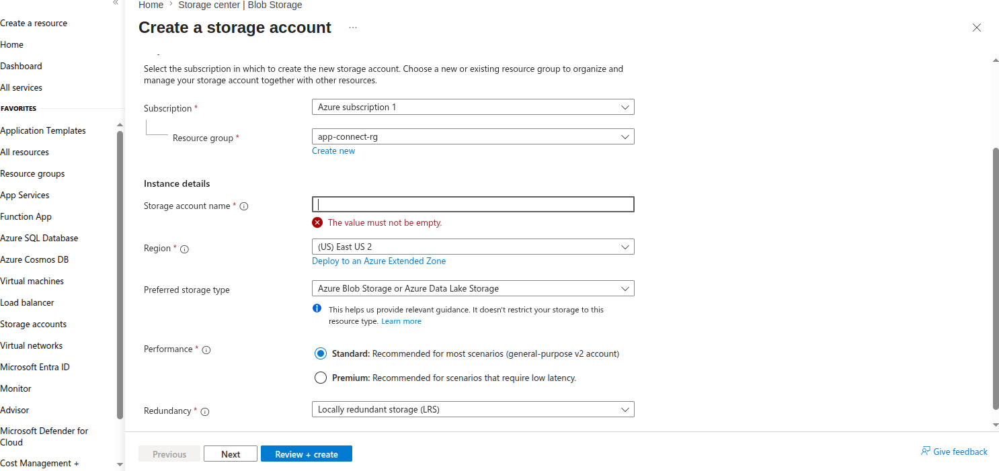 Create a resource
Home
Dashboard
All services
FAVORITES
Application Templates
All resources
Resource groups
App Services
Function App
Azure SQL Database
Azure Cosmos DB
Virtual machines
Load balancer
Storage accounts
Virtual networks
Microsoft Entra ID
Monitor
Advisor
Microsoft Defender for
Cloud
Cost Management +
Home > Storage center | Blob Storage
Create a storage account ...
Select the subscription in which to create the new storage account. Choose a new or existing resource group to organize and
manage your storage account together with other resources.
Subscription * Azure subscription 1
Resource group * app-connect-rg
Create new
Instance details
Storage account name *
The value must not be empty.
Region * (US) East US 2
Deploy to an Azure Extended Zone
Preferred storage type Azure Blob Storage or Azure Data Lake Storage
This helps us provide relevant guidance. It doesn't restrict your storage to this
resource type. Learn more
Performance * Standard: Recommended for most scenarios (general-purpose v2 account)
Premium: Recommended for scenarios that require low latency.
Redundancy * Locally redundant storage (LRS)
Previous Next Review + create Give feedback